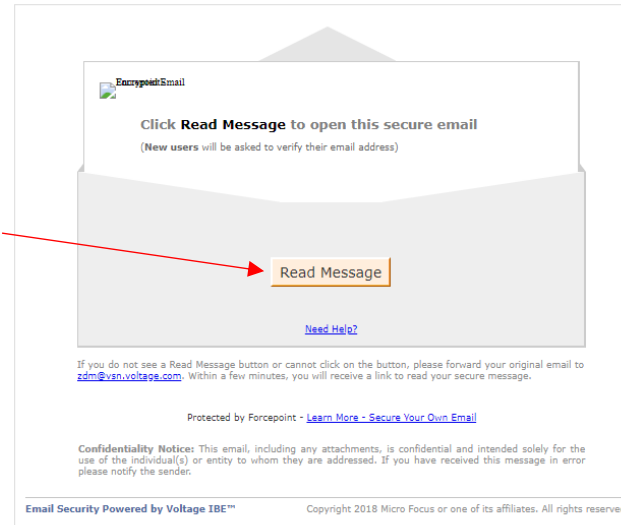 Email
Click Read Message to open this secure email
(New users will be asked to verify their email address)
Read Message
Need Help?
If you do not see a Read Message button or cannot click on the button, please forward your original email to
zdm@vsn.voltage.com. Within a few minutes, you will receive a link to read your secure message.
Protected by Forcepoint - Learn More - Secure Your Own Email
Confidentiality Notice: This email, including any attachments, is confidential and intended solely for the
use of the individual(s) or entity to whom they are addressed. If you have received this message in error
please notify the sender.
Email Security Powered by Voltage IBE™ Copyright 2018 Micro Focus or one of its affiliates. All rights reserve